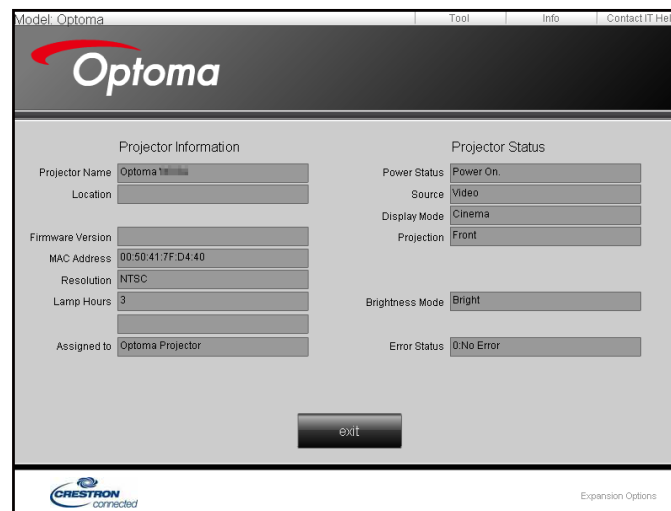 Model: Optoma
Tool Info Contact IT Hel
Optoma
Projector Information
Projector Name Optoma
Location
Firmware Version
MAC Address 00:50:41:7F:D4:40
Resolution NTSC
Lamp Hours 3
Assigned to Optoma Projector
Projector Status
Power Status Power On.
Source Video
Display Mode Cinema
Projection Front
Brightness Mode Bright
Error Status 0:No Error
exit
CRESTRON
connected
Expansion Options